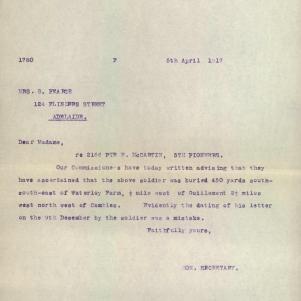 1780 P 5th April 1917
MRS. S. PEARCE
124 FLINDERS STREET
ADELAIDE.
Dear Madame,
re 2166 PTE F. McCARTIN, 5TH PIONEERS.
Our Commissioners have today written advising that they
have ascertained that the above soldier was buried 450 yards south-
south-east of Waterley Farm, ½ mile east of Guillement 2½ miles
west north west of Combles. Evidently the dating of his letter
on the 9th December by the soldier was a mistake.
Faithfully yours,
HON. SECRETARY.